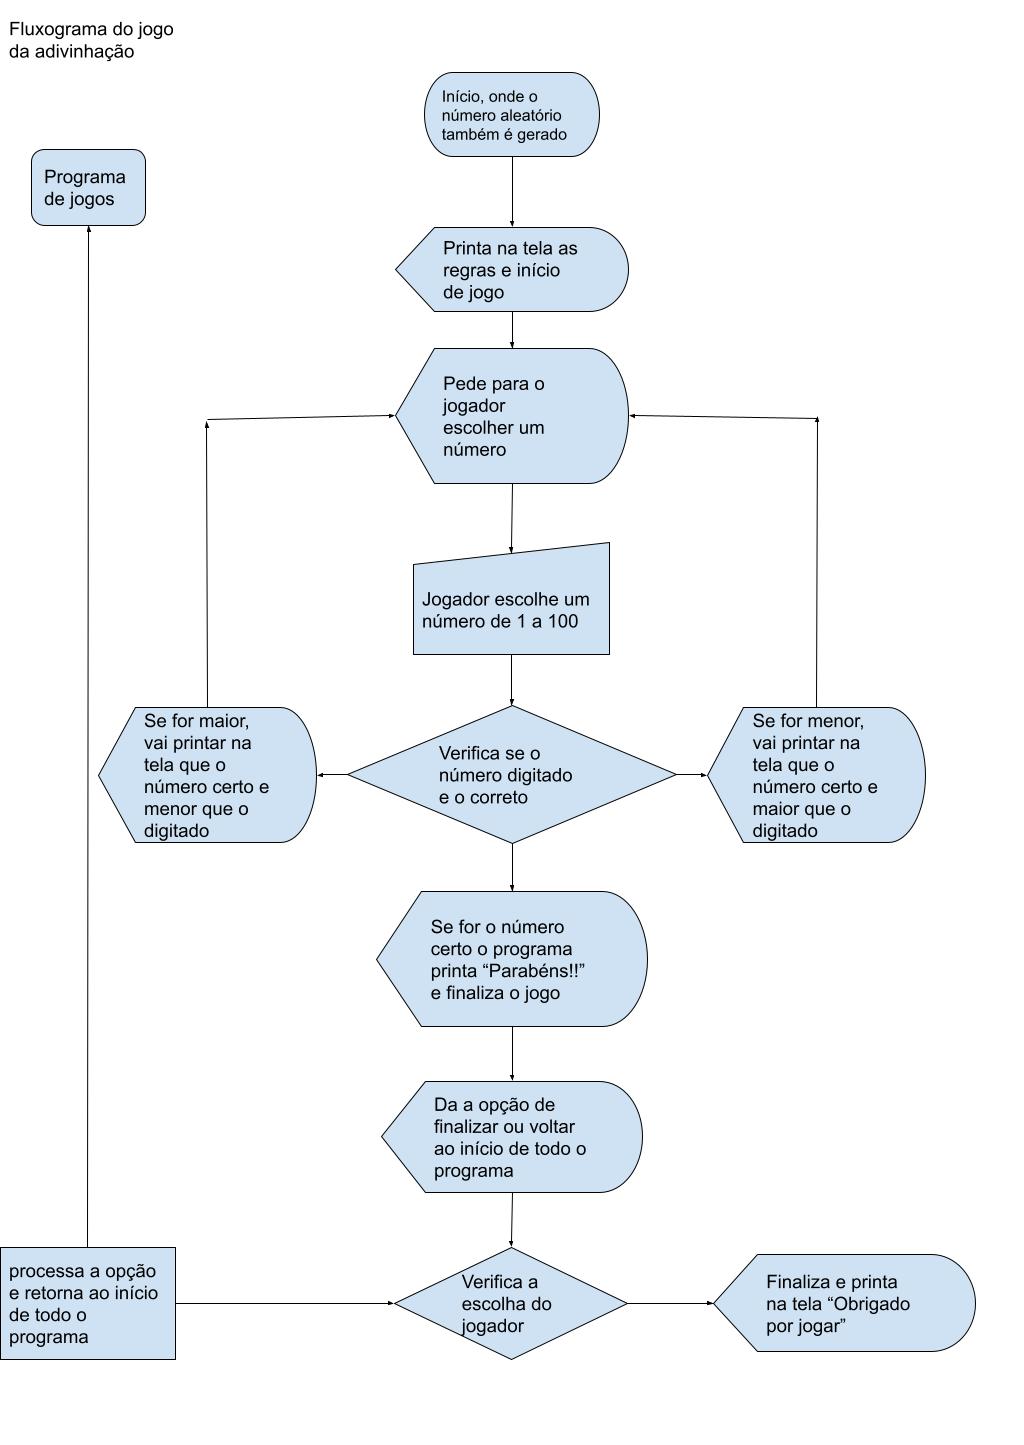 Fluxograma do jogo
da adivinhação
Início, onde o
número aleatório
também é gerado
Programa
de jogos
Printa na tela as
regras e início
de jogo
Pede para o
jogador
escolher um
número
Jogador escolhe um
número de 1 a 100
Se for maior,
vai printar na
tela que o
número certo e
menor que o
digitado
Verifica se o
número digitado
e o correto
Se for menor,
vai printar na
tela que o
número certo e
maior que o
digitado
Se for o número
certo o programa
printa “Parabéns!!”
e finaliza o jogo
Da a opção de
finalizar ou voltar
ao início de todo o
programa
processa a opção
e retorna ao início
de todo o
programa
Verifica a
escolha do
jogador
Finaliza e printa
na tela “Obrigado
por jogar”